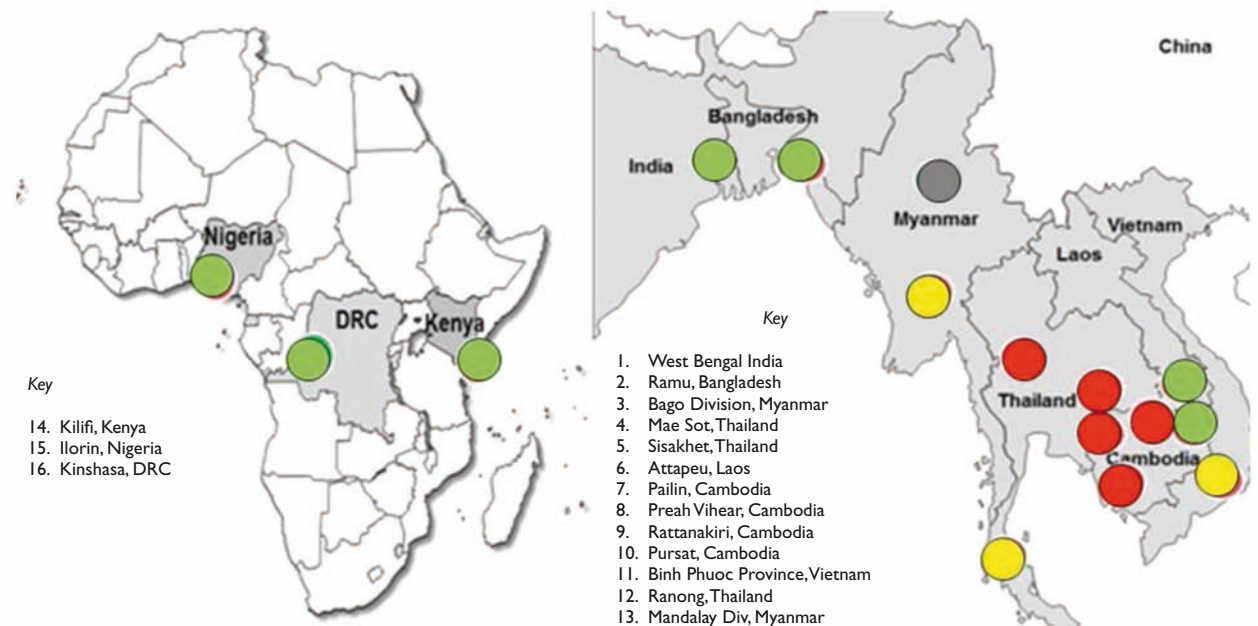 Nigeria
DRC
Kenya
Key
14. Kilifi, Kenya
15. Ilorin, Nigeria
16. Kinshasa, DRC
China
Bangladesh
India
Myanmar
Vietnam
Laos
Thailand
Cambodia
Key
1. West Bengal India
2. Ramu, Bangladesh
3. Bago Division, Myanmar
4. Mae Sot, Thailand
5. Sisakhet, Thailand
6. Attapeu, Laos
7. Pailin, Cambodia
8. Preah Vihear, Cambodia
9. Rattanakiri, Cambodia
10. Pursat, Cambodia
11. Binh Phuoc Province, Vietnam
12. Ranong, Thailand
13. Mandalay Div, Myanmar